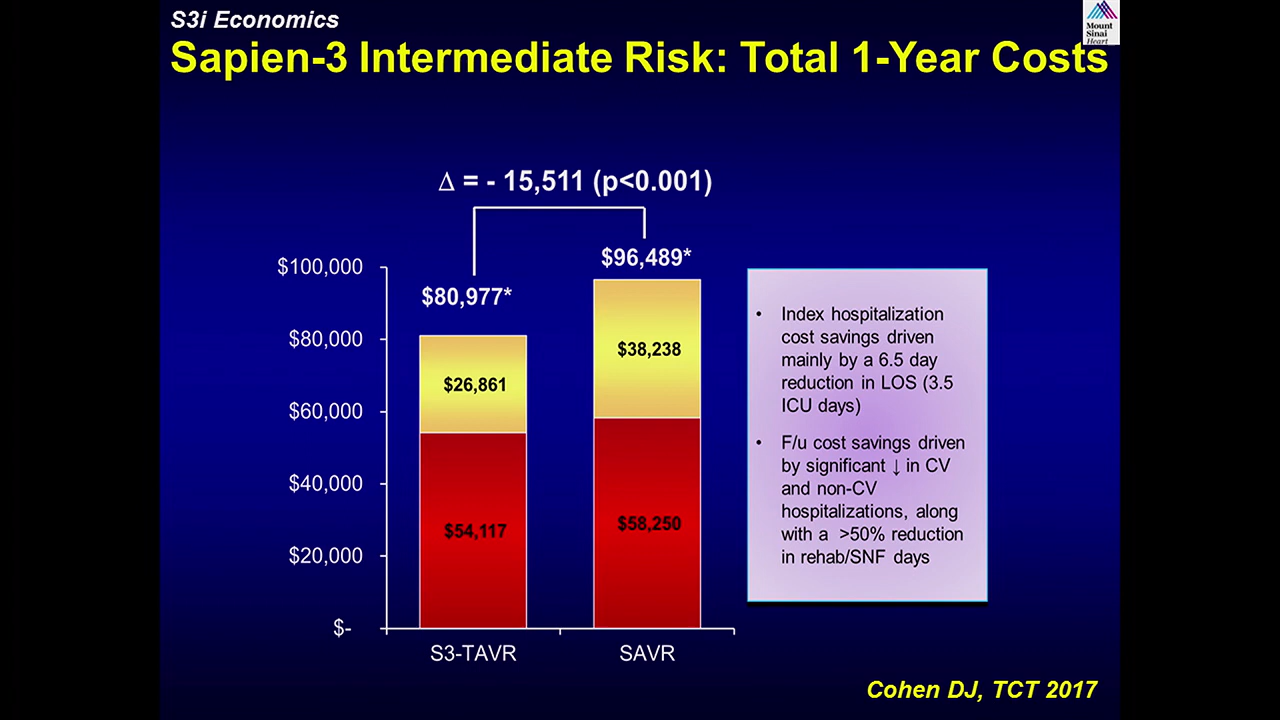 S3i Economics
Mount
Sinai
Heart
Sapien-3 Intermediate Risk: Total 1-Year Costs
∆ = - 15,511 (p<0.001)
$96,489*
$80,977*
$100,000
$80,000
$60,000
$40,000
$20,000
$-
$38,238
$26,861
$58,250
$54,117
S3-TAVR
SAVR
• Index hospitalization
cost savings driven
mainly by a 6.5 day
reduction in LOS (3.5
ICU days)
• F/u cost savings driven
by significant ↓ in CV
and non-CV
hospitalizations, along
with a >50% reduction
in rehab/SNF days
Cohen DJ, TCT 2017